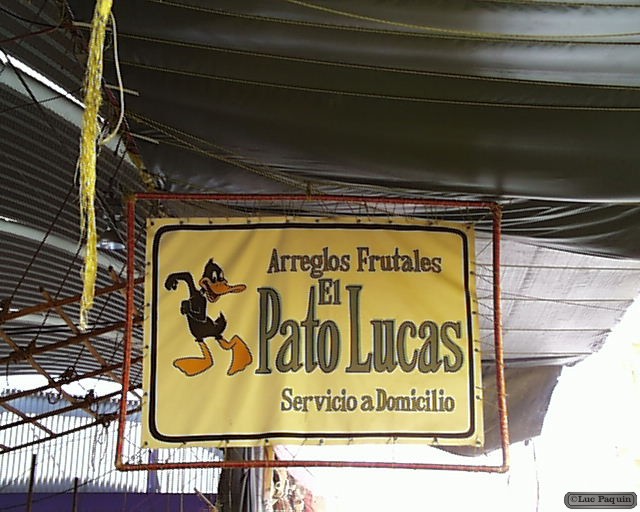 Arreglos Frutales
El
Pato Lucas
Servicio a Domicilio
©Luc Paquin